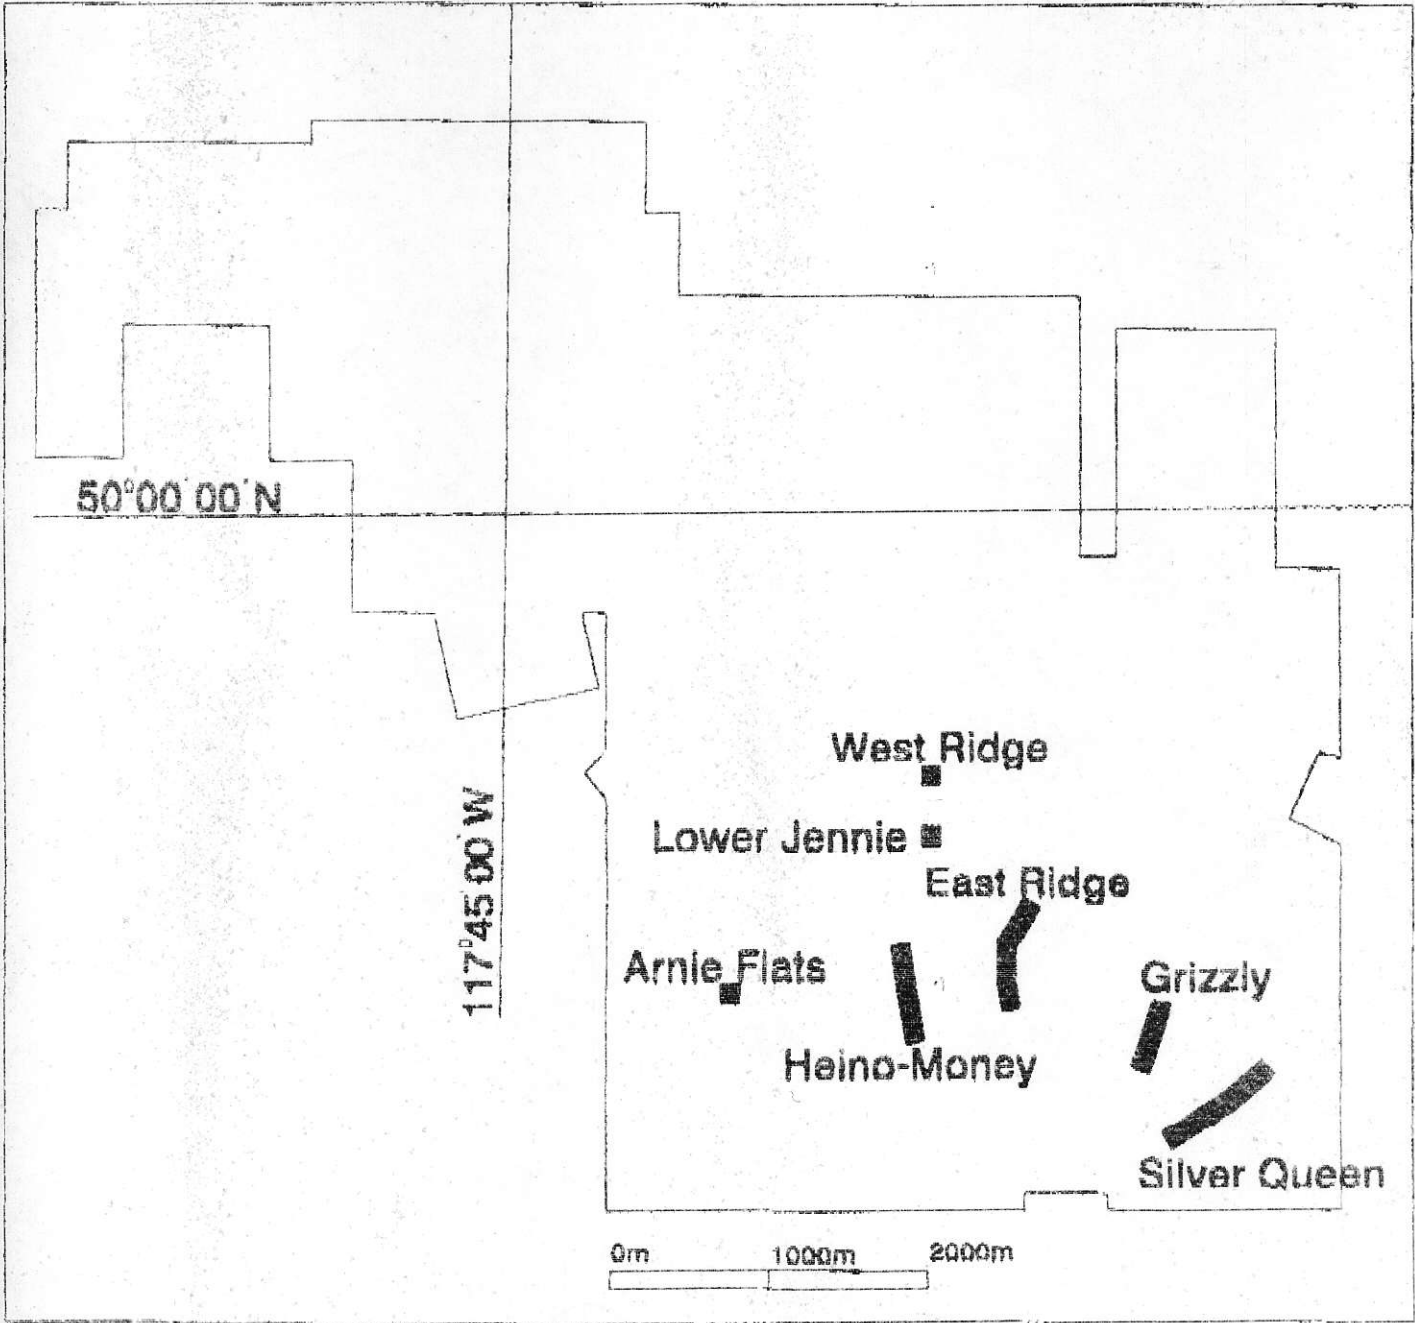 50°00'00'N
117°45'00'W
West Ridge
Lower Jennie
East Ridge
Arnie Flats
Grizzly
Heino-Money
Silver Queen
0m 1000m 2000m